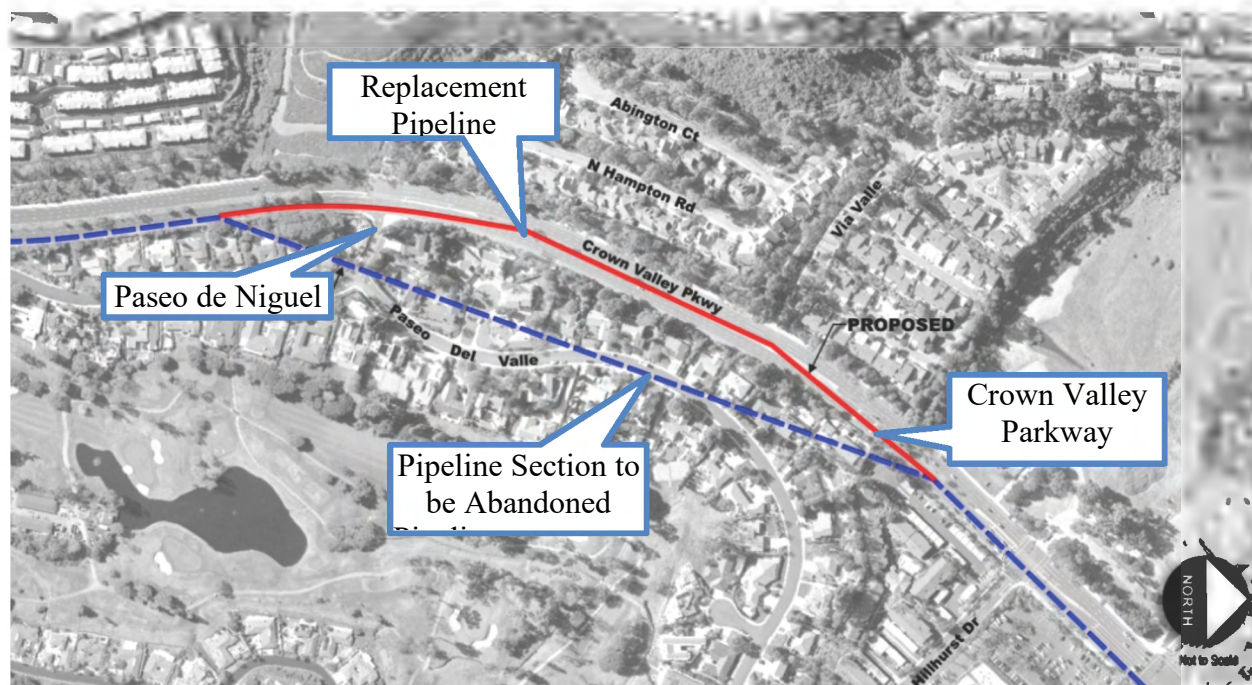 Replacement
Pipeline
Abington Ct
N Hampton Rd
Via Valle
Crown Valley Pkwy
Paseo de Niguel
Paseo Del Valle
PROPOSED
Crown Valley
Parkway
Pipeline Section to
be Abandoned
Hillhurst Dr
NORTH
Not to Scale